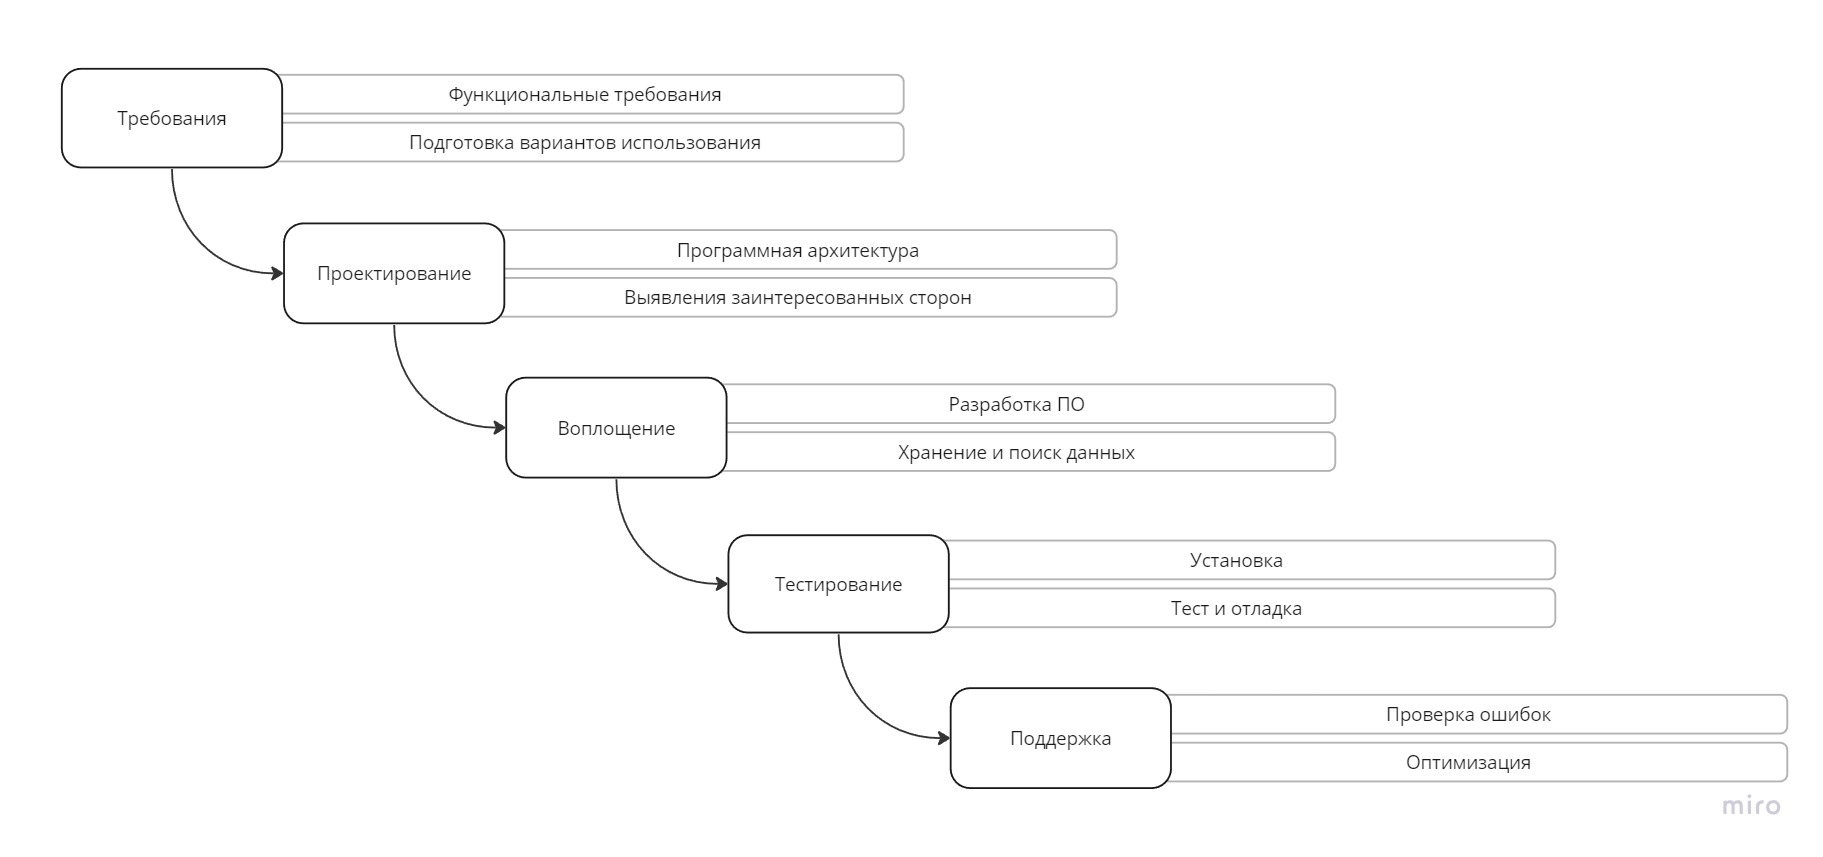 Требования
Функциональные требования
Подготовка вариантов использования
Проектирование
Программная архитектура
Выявления заинтересованных сторон
Воплощение
Разработка ПО
Хранение и поиск данных
Тестирование
Установка
Тест и отладка
Поддержка
Проверка ошибок
Оптимизация
miro